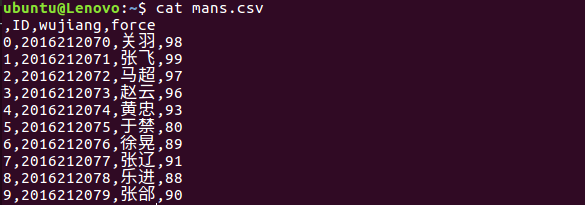 ubuntu@Lenovo:~$ cat mans.csv
,ID,wujiang,force
0,2016212070,关羽,98
1,2016212071,张飞,99
2,2016212072,马超,97
3,2016212073,赵云,96
4,2016212074,黄忠,93
5,2016212075,于禁,80
6,2016212076,徐晃,89
7,2016212077,张辽,91
8,2016212078,乐进,88
9,2016212079,张郃,90